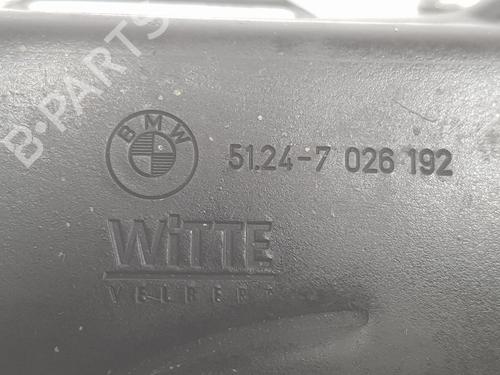 B-PARTS
BMW
51.24-7 026 192
WiTTE
VELBERT